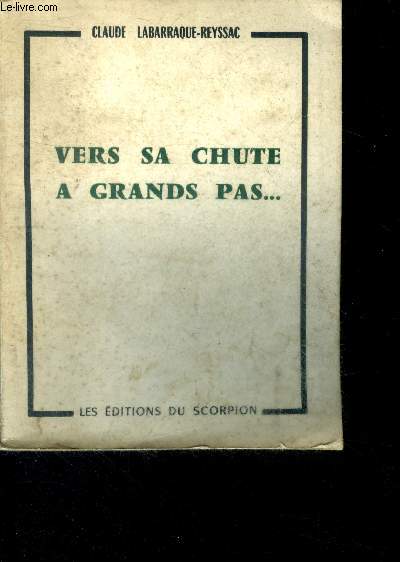 Le-livre.com
CLAUDE LABARRAQUE-REYSSAC
VERS SA CHUTE
A GRANDS PAS...
LES ÉDITIONS DU SCORPION